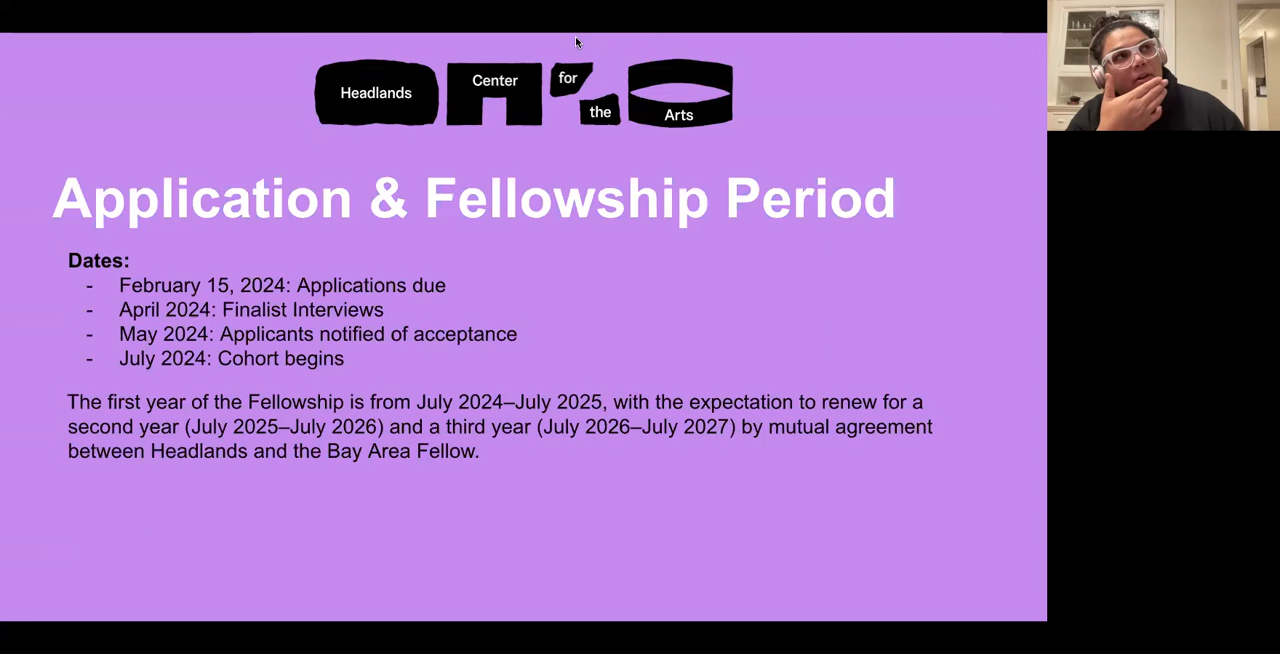 Headlands Center for the Arts
Application & Fellowship Period
Dates:
- February 15, 2024: Applications due
- April 2024: Finalist Interviews
- May 2024: Applicants notified of acceptance
- July 2024: Cohort begins
The first year of the Fellowship is from July 2024–July 2025, with the expectation to renew for a
second year (July 2025–July 2026) and a third year (July 2026–July 2027) by mutual agreement
between Headlands and the Bay Area Fellow.